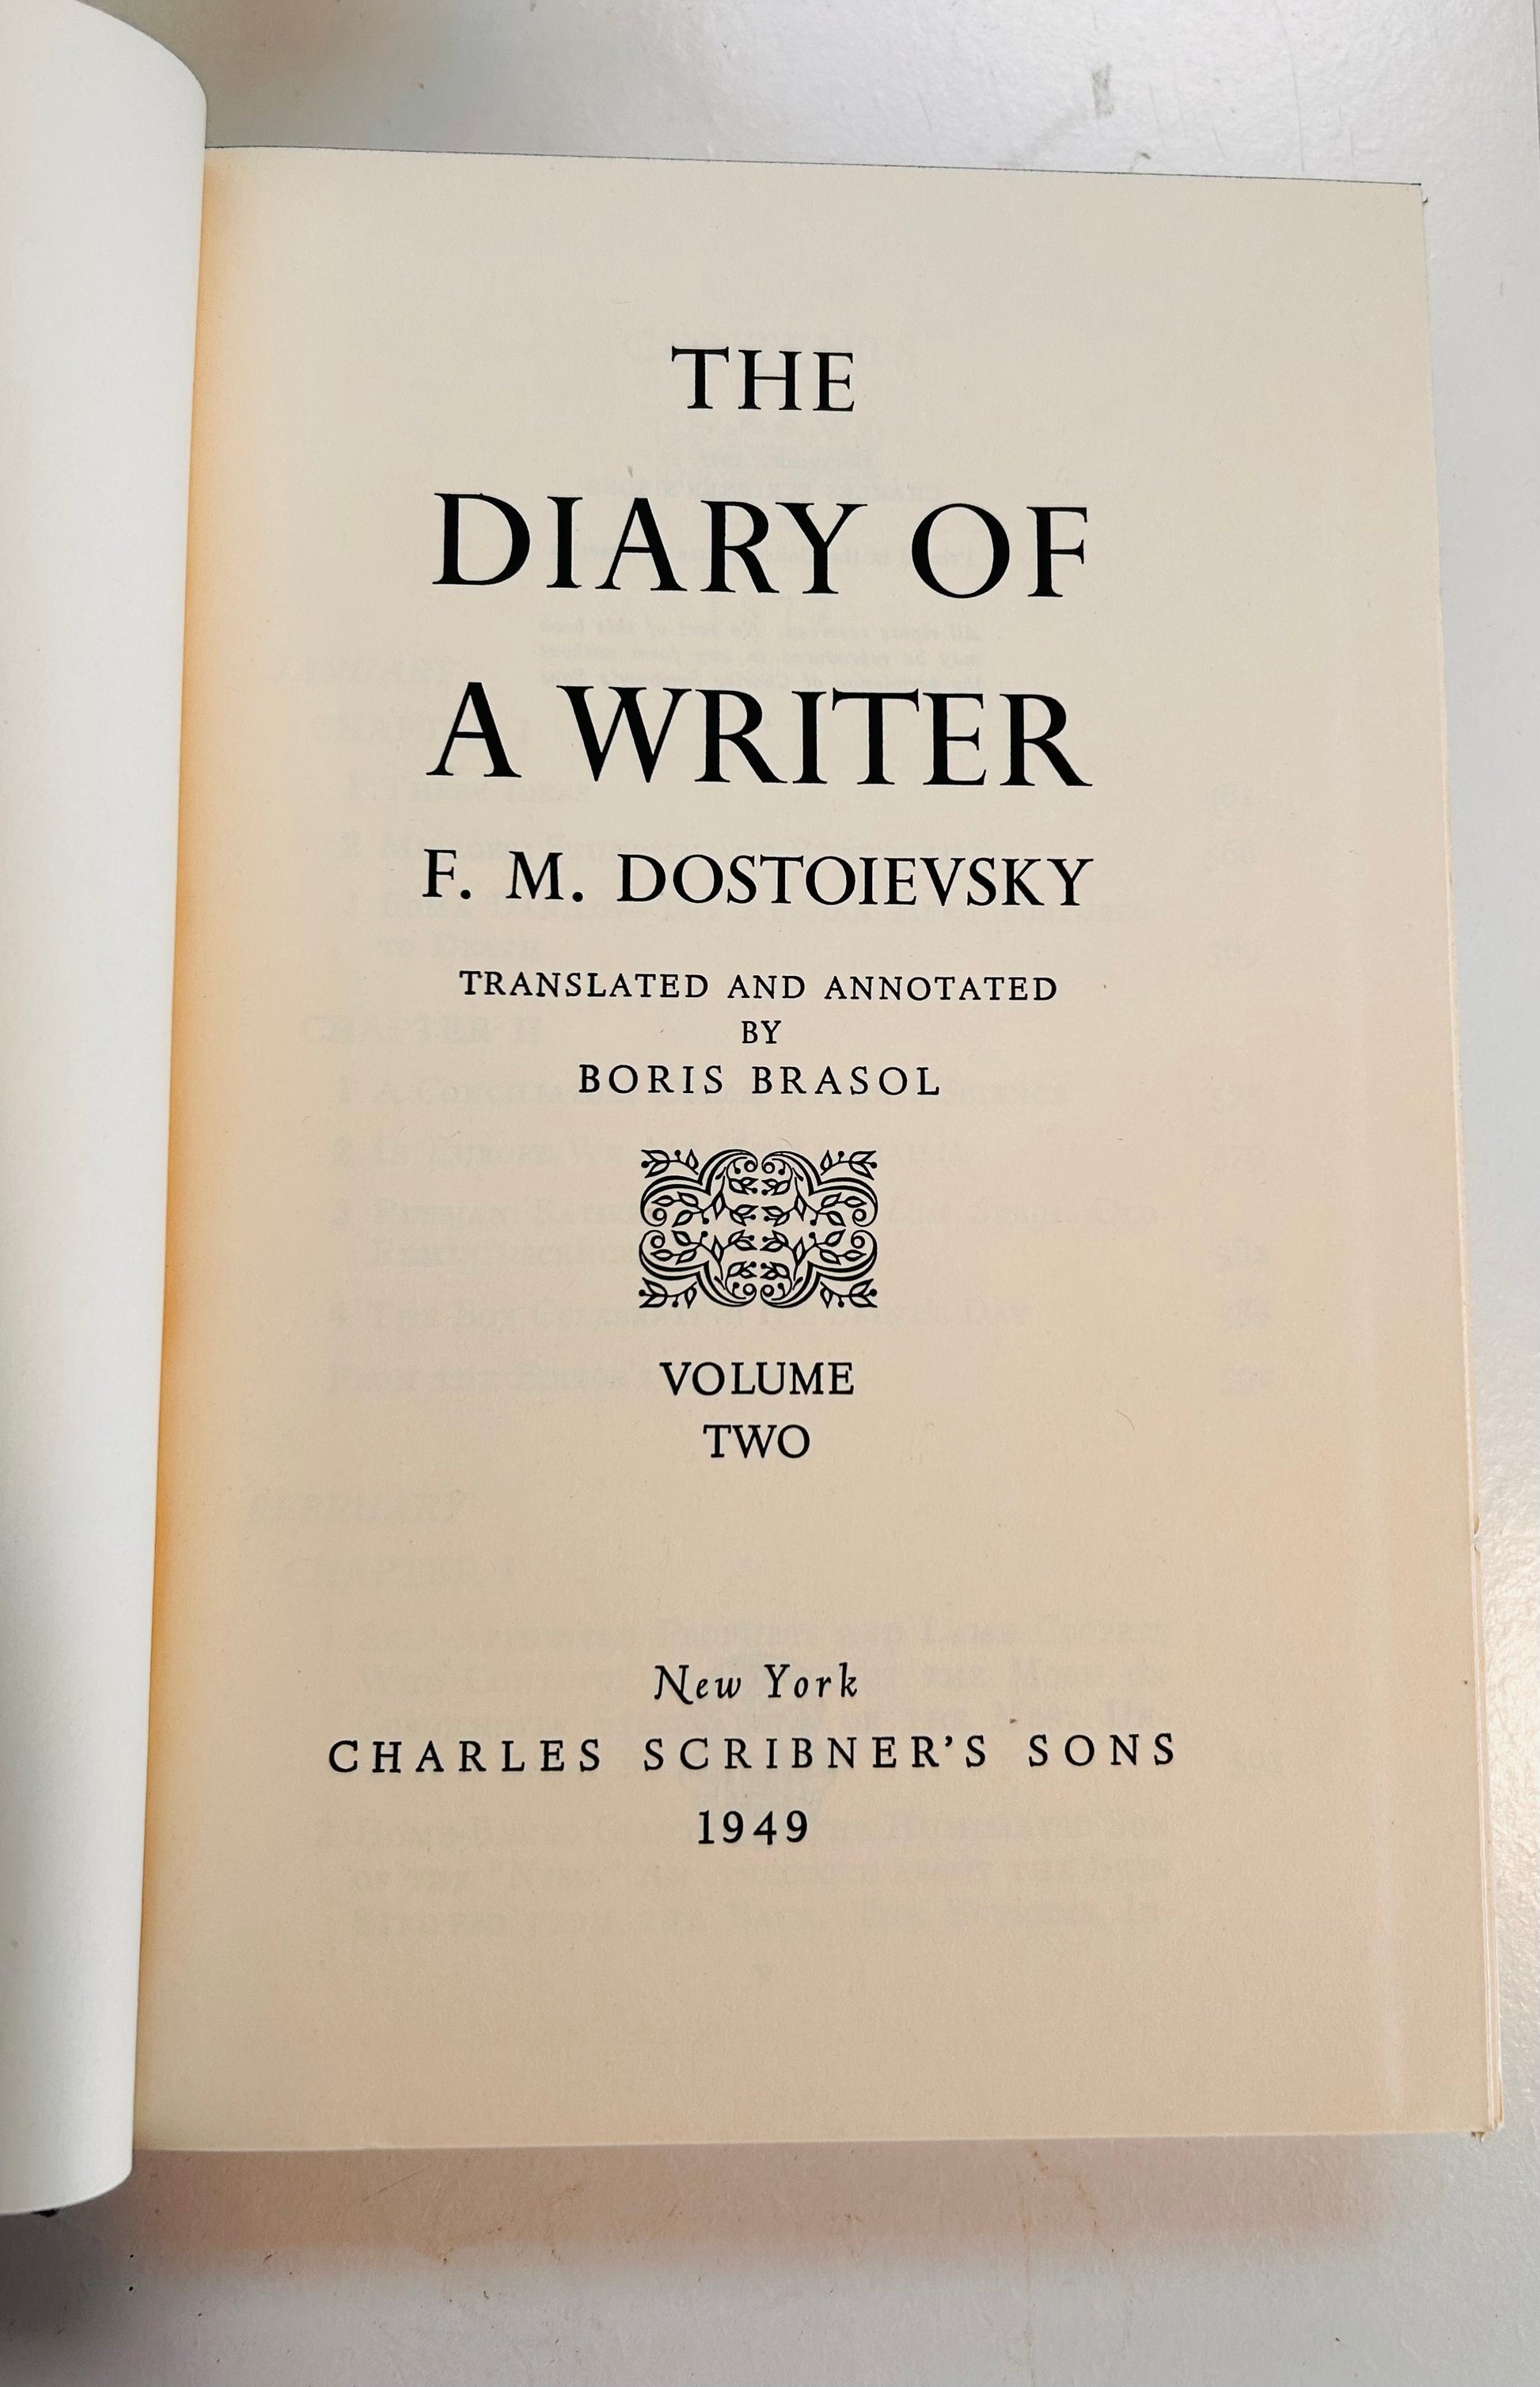 THE
DIARY OF
A WRITER
F. M. DOSTOIEVSKY
TRANSLATED AND ANNOTATED
BY
BORIS BRASOL
VOLUME
TWO
New York
CHARLES SCRIBNER'S SONS
1949